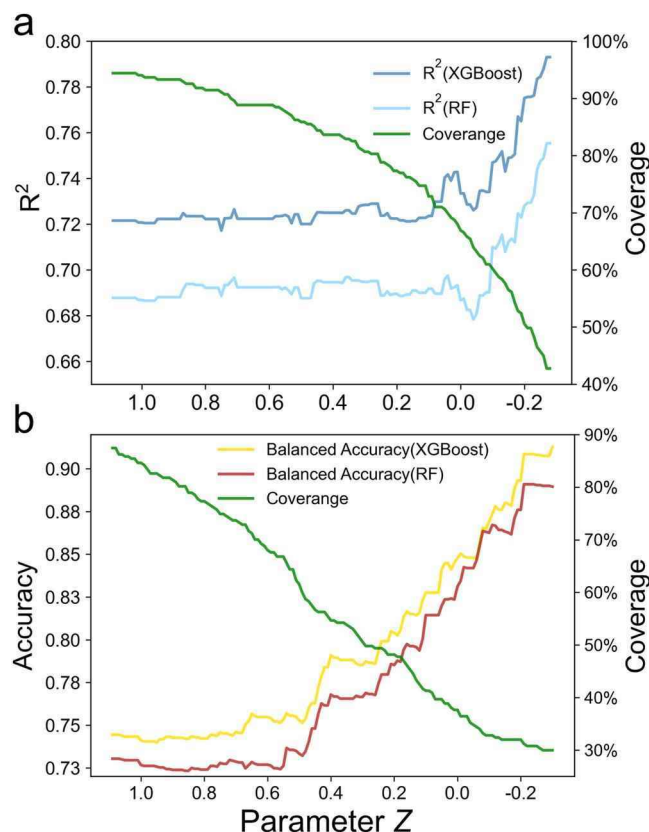 a
0.80
0.78
0.76
0.74
0.72
0.70
0.68
0.66
R²
R²(XGBoost)
R²(RF)
Coverange
100%
90%
80%
70%
60%
50%
40%
Coverage
1.0 0.8 0.6 0.4 0.2 0.0 -0.2
b
0.90
0.88
0.85
0.83
0.80
0.78
0.75
0.73
Accuracy
Balanced Accuracy(XGBoost)
Balanced Accuracy(RF)
Coverange
90%
80%
70%
60%
50%
40%
30%
Coverage
1.0 0.8 0.6 0.4 0.2 0.0 -0.2
Parameter Z